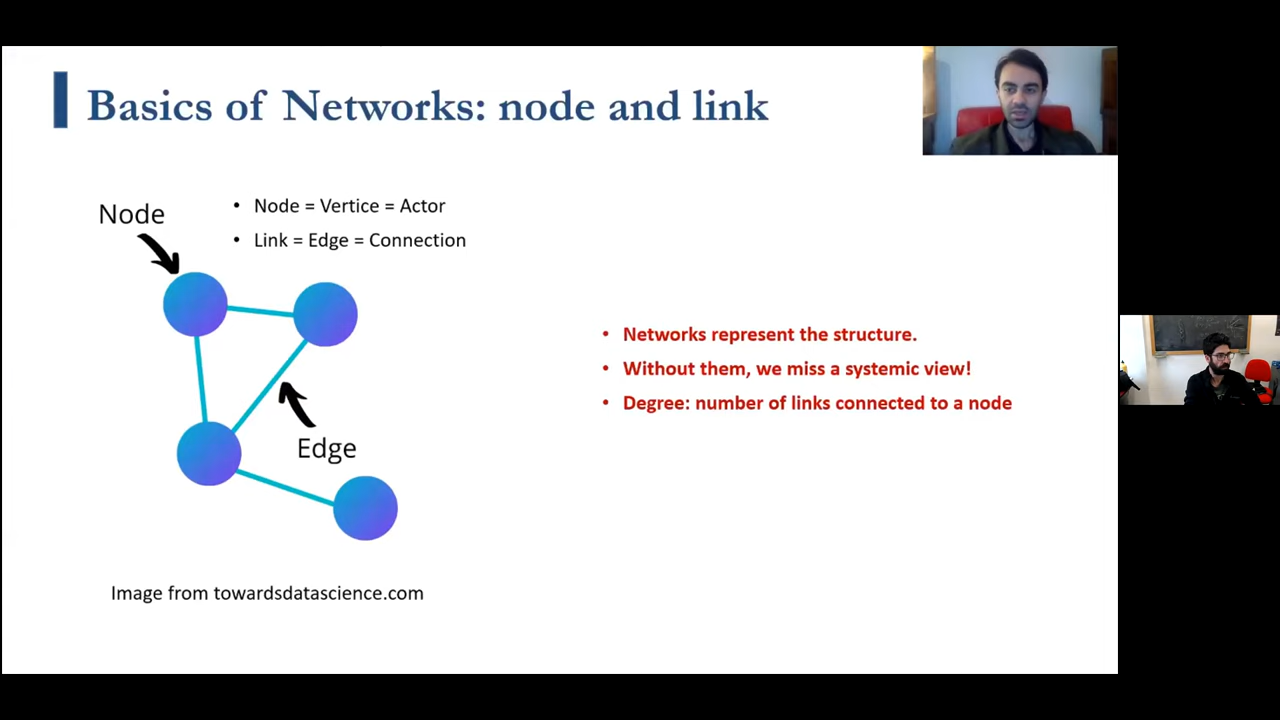 Basics of Networks: node and link
Node
• Node = Vertice = Actor
• Link = Edge = Connection
• Networks represent the structure.
• Without them, we miss a systemic view!
• Degree: number of links connected to a node
Edge
Image from towardsdatascience.com